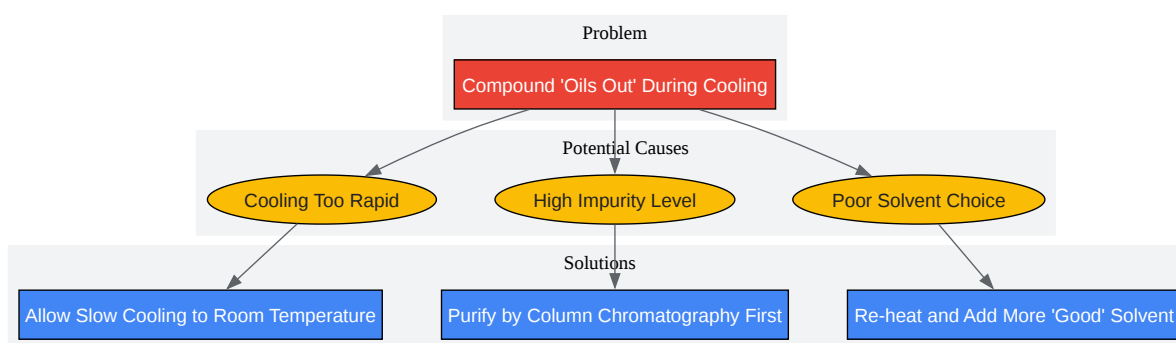 Problem
Compound 'Oils Out' During Cooling
Potential Causes
Cooling Too Rapid
High Impurity Level
Poor Solvent Choice
Solutions
Allow Slow Cooling to Room Temperature
Purify by Column Chromatography First
Re-heat and Add More 'Good' Solvent